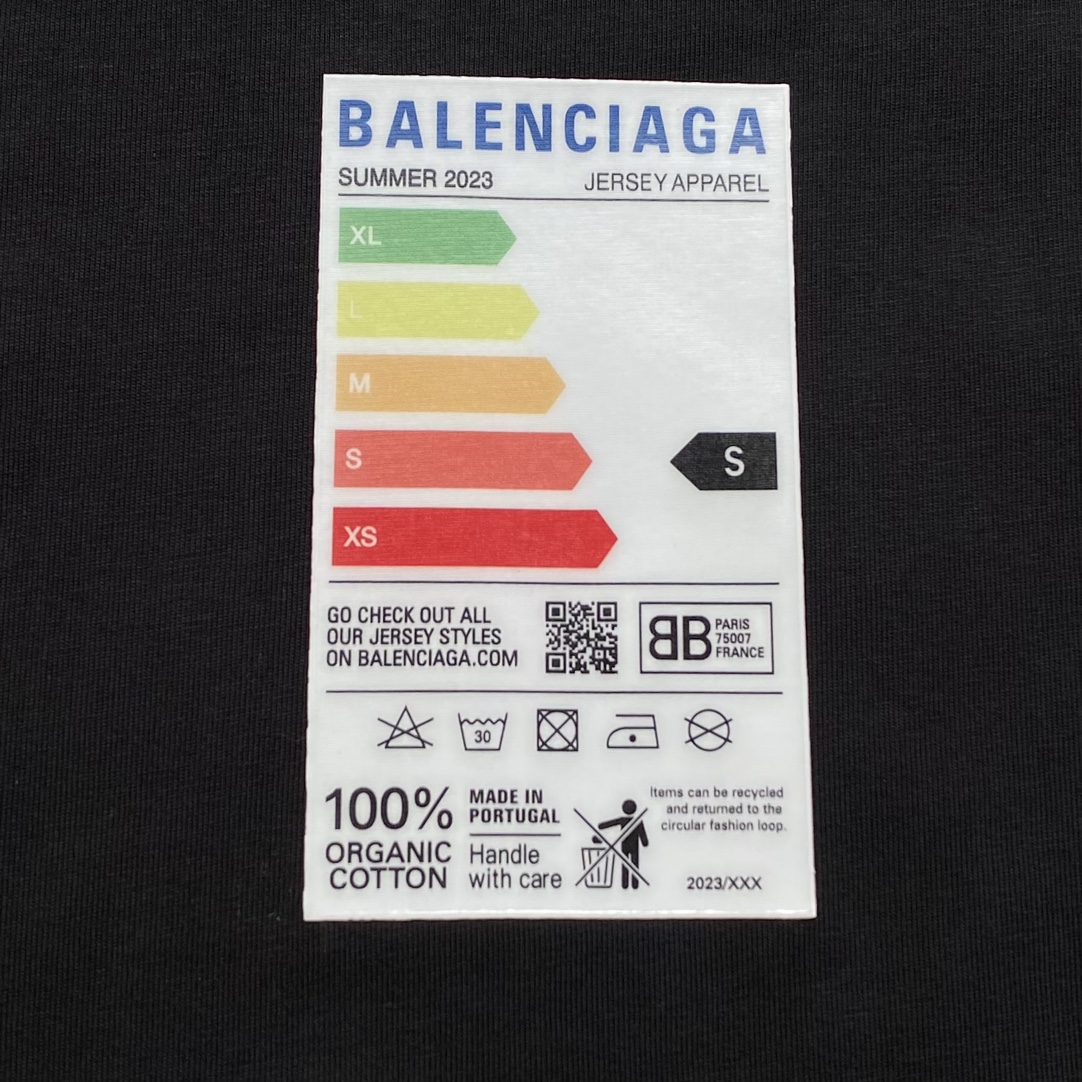 BALENCIAGA
SUMMER 2023 JERSEY APPAREL
XL
L
M
S S
XS
GO CHECK OUT ALL
OUR JERSEY STYLES
ON BALENCIAGA.COM
BB
PARIS
75007
FRANCE
30
100%
ORGANIC
COTTON
MADE IN
PORTUGAL
Handle
with care
Items can be recycled
and returned to the
circular fashion loop.
2023/XXX